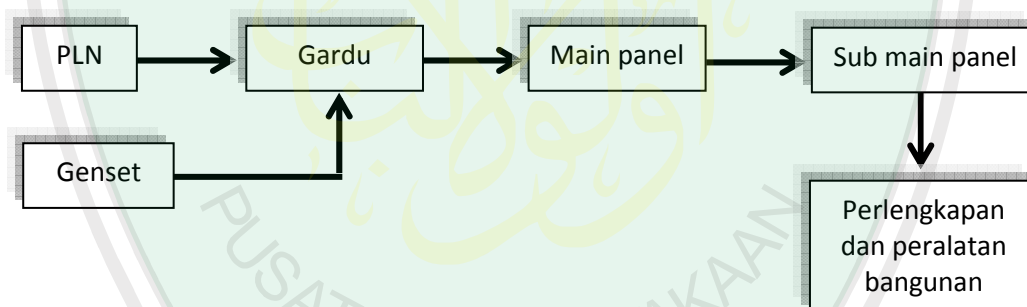 PLN
Gardu
Main panel
Sub main panel
Genset
Perlengkapan
dan peralatan
bangunan